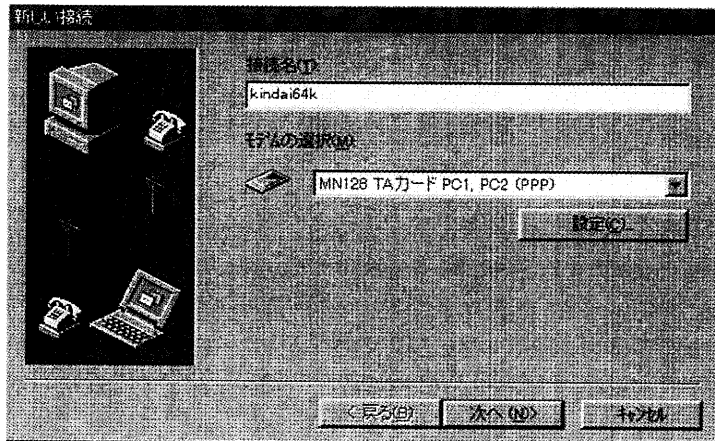 新しい接続
接続名(T):
kindai64k
モデムの選択(M):
MN128 TAカード PC1, PC2 (PPP)
設定(C)...
< 戻る(B)
次へ (N)>
キャンセル